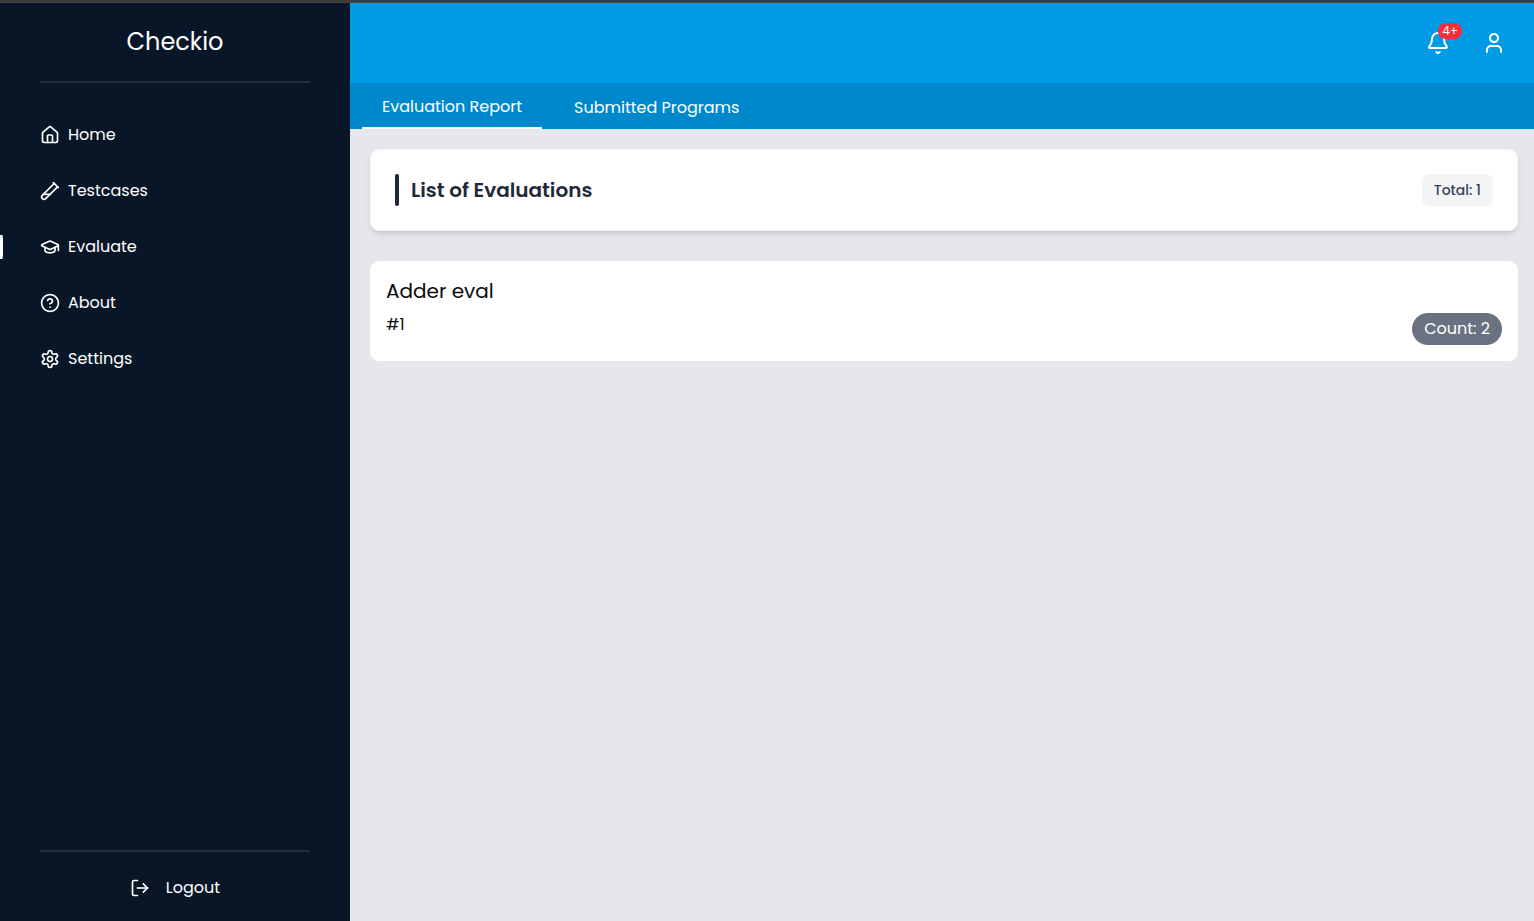 Checkio
Home
Testcases
Evaluate
About
Settings
Logout
4+
Evaluation Report
Submitted Programs
List of Evaluations
Total: 1
Adder eval
#1
Count: 2